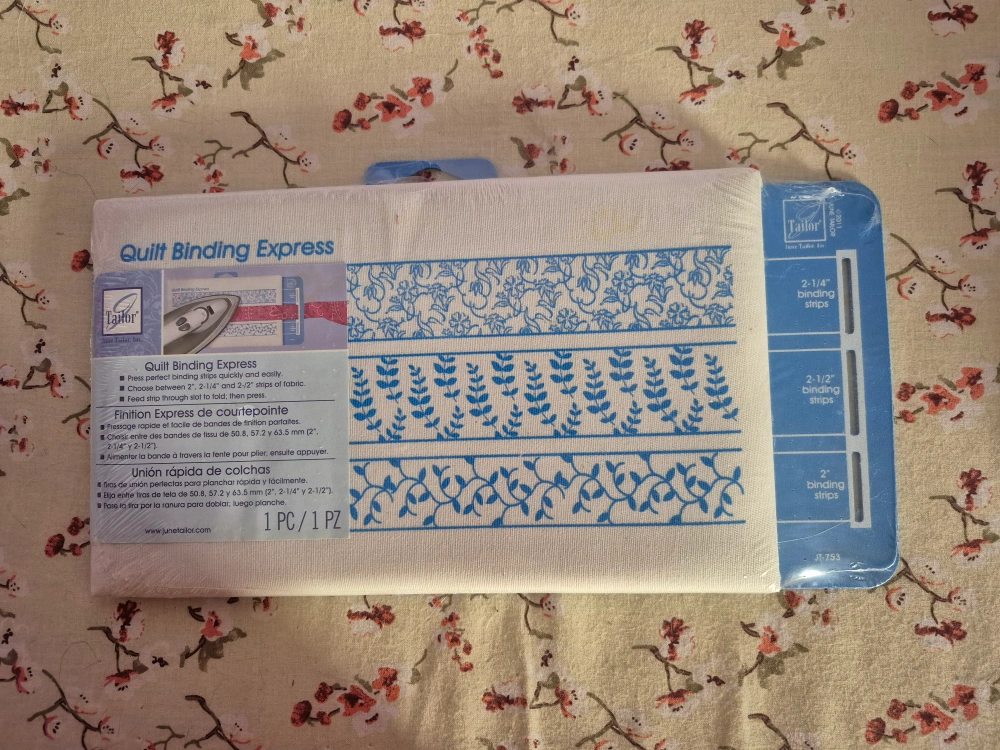 Quilt Binding Express
Tailor®
June Tailor, Inc.
Quilt Binding Express
■ Press perfect binding strips quickly and easily.
■ Choose between 2", 2-1/4" and 2-1/2" strips of fabric.
■ Feed strip through slot to fold; then press.
Finition Express de courtepointe
■ Pressage rapide et facile de bandes de finition parfaites.
■ Choisir entre des bandes de tissu de 50.8, 57.2 y 63.5 mm (2",
2-1/4" y 2-1/2").
■ Alimenter la bande à travers la fente pour plier; ensuite appuyer.
Unión rápida de colchas
■ Tiras de unión perfectas para planchar rápida y fácilmente.
■ Elija entre tiras de tela de 50.8, 57.2 y 63.5 mm (2", 2-1/4" y 2-1/2").
■ Pase la tira por la ranura para doblar; luego planche.
www.junetailor.com
1 PC / 1 PZ
Tailor®
June Tailor, Inc.
©2011
JUNE TAILOR
2-1/4"
binding
strips
2-1/2"
binding
strips
2"
binding
strips
JT-753